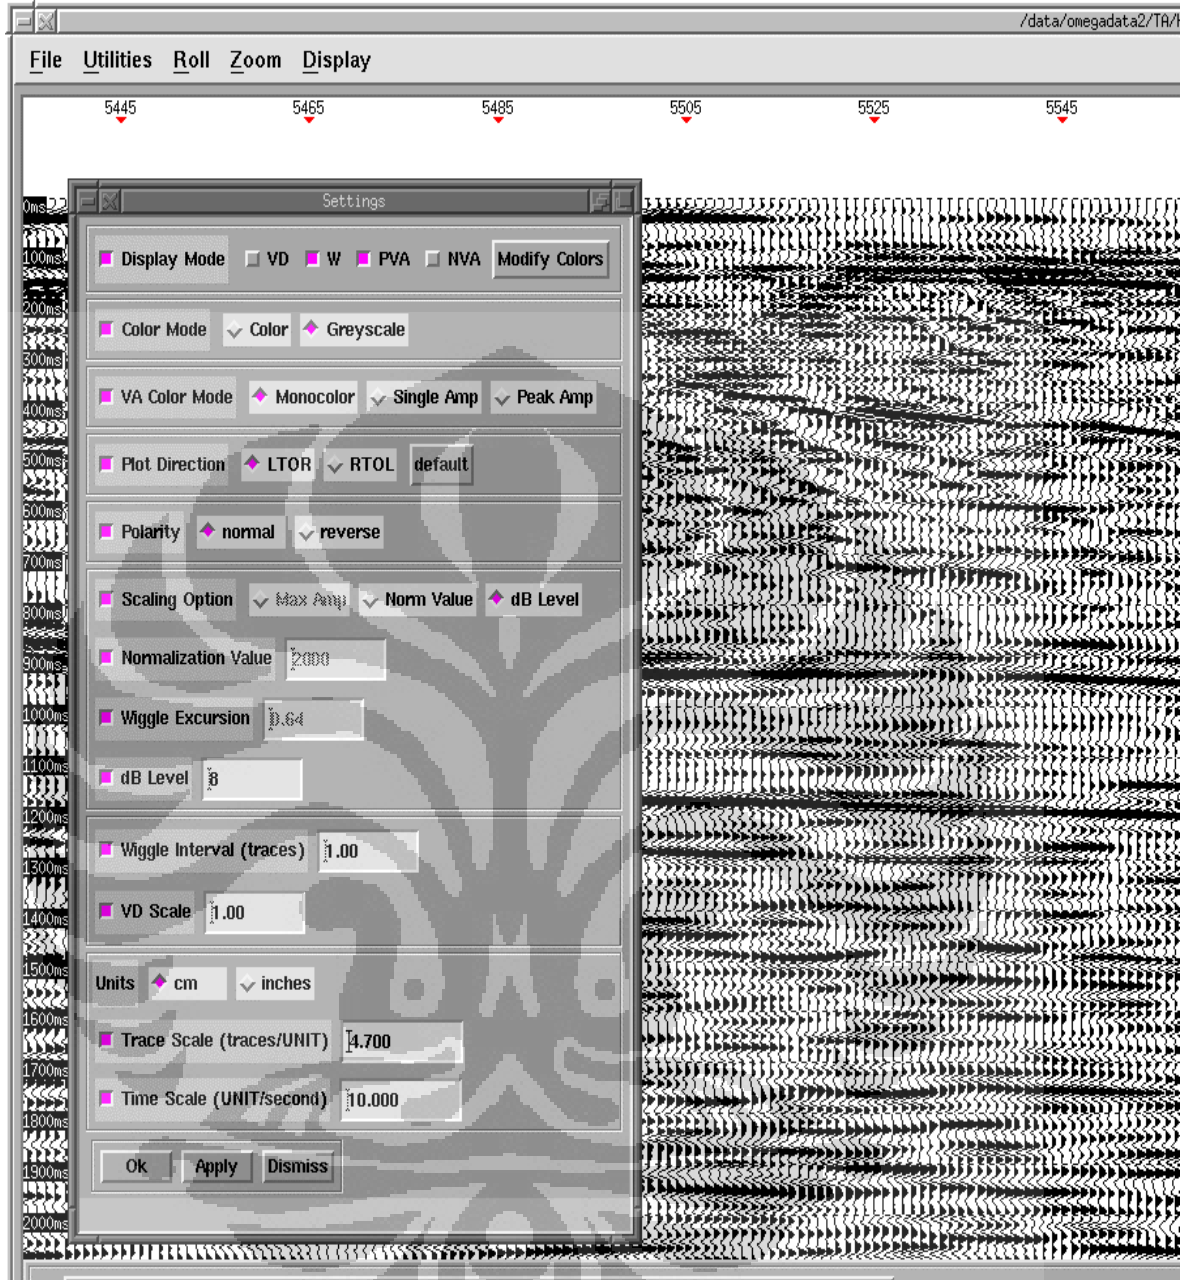 /data/omegadata2/TA/
File Utilities Roll Zoom Display
5445 5465 5485 5505 5525 5545
Settings
0ms
Display Mode VD W PVA NVA Modify Colors
100ms
200ms
Color Mode Color Greyscale
300ms
VA Color Mode Monocolor Single Amp Peak Amp
400ms
Plot Direction LTOR RTOL default
500ms
600ms
Polarity normal reverse
700ms
Scaling Option Max Amp Norm Value dB Level
800ms
Normalization Value 2000
900ms
Wiggle Excursion 0.64
1000ms
dB Level 8
1100ms
1200ms
Wiggle Interval (traces) 1.00
1300ms
VD Scale 1.00
1400ms
1500ms
Units cm inches
1600ms
Trace Scale (traces/UNIT) 4.700
1700ms
Time Scale (UNIT/second) 10.000
1800ms
Ok Apply Dismiss
1900ms
2000ms